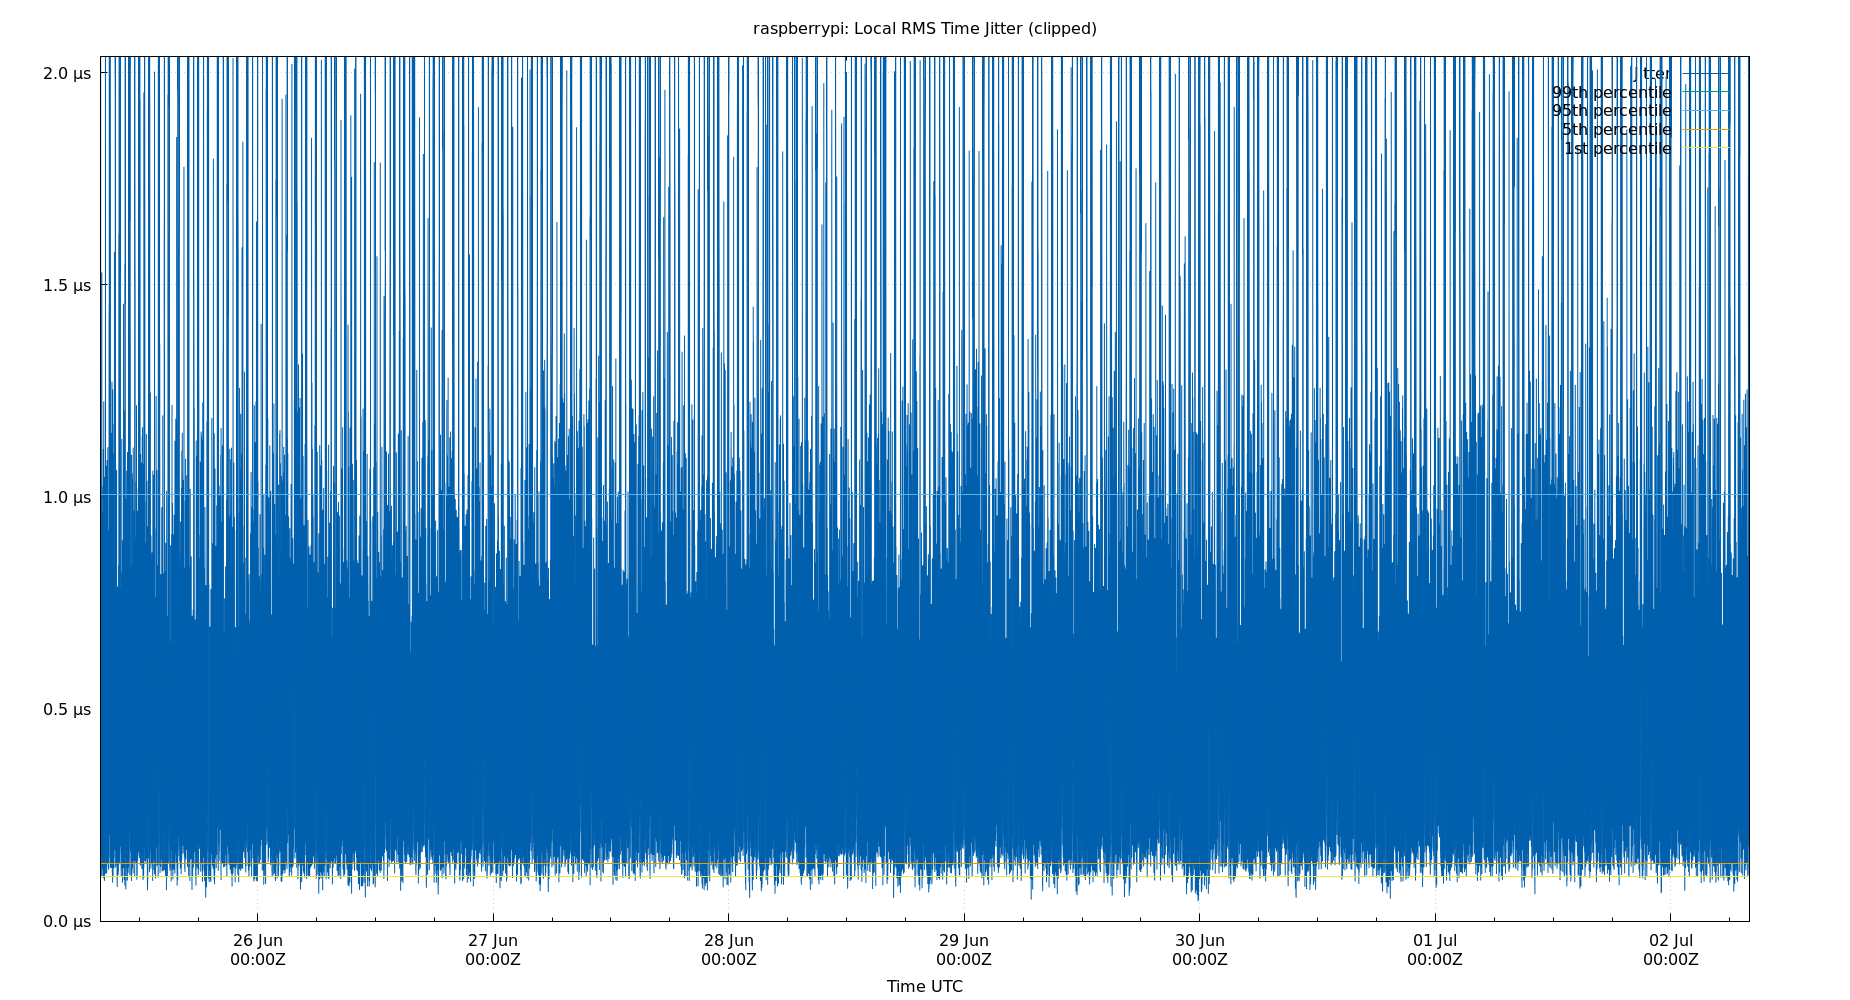 raspberrypi: Local RMS Time Jitter (clipped)
2.0 µs
1.5 µs
1.0 µs
0.5 µs
0.0 µs
jitter
99th percentile
95th percentile
5th percentile
1st percentile
26 Jun 27 Jun 28 Jun 29 Jun 30 Jun 01 Jul 02 Jul
00:00Z 00:00Z 00:00Z 00:00Z 00:00Z 00:00Z 00:00Z
Time UTC